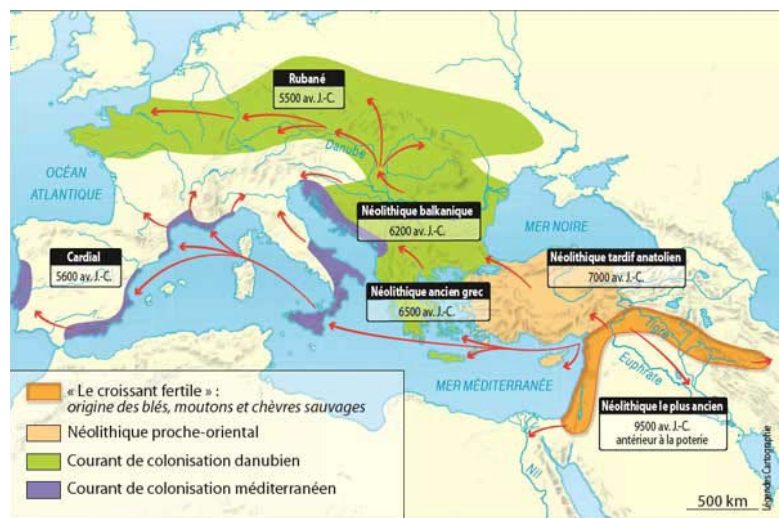 Rubané
5500 av. J.-C.
Danube
OCÉAN
ATLANTIQUE
Néolithique balkanique
6200 av. J.-C.
MER NOIRE
Cardial
5600 av. J.-C.
Néolithique tardif anatolien
7000 av. J.-C.
Néolithique ancien grec
6500 av. J.-C.
Tigre
Euphrate
MER MÉDITERRANÉE
« Le croissant fertile » :
origine des blés, moutons et chèvres sauvages
Néolithique proche-oriental
Courant de colonisation danubien
Courant de colonisation méditerranéen
Néolithique le plus ancien
9500 av. J.-C.
antérieur à la poterie
Nil
500 km
Légendes Cartographie